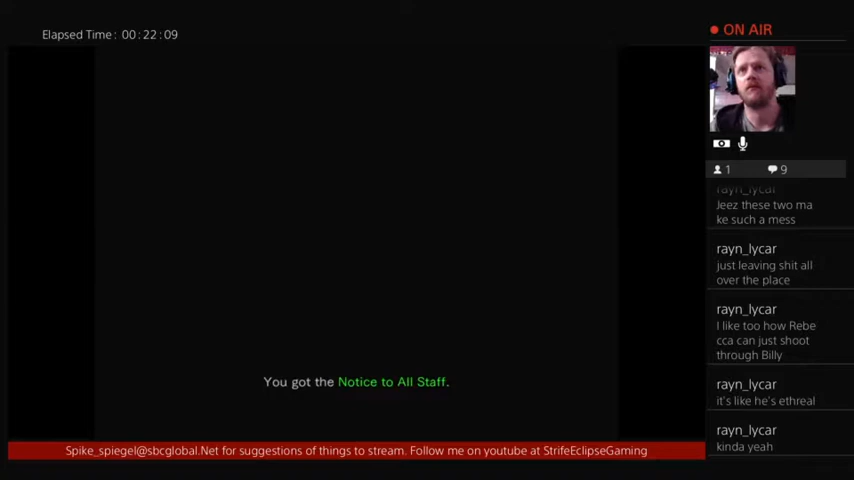 Elapsed Time: 00:22:09
ON AIR
1
9
rayn_lycar
Jeez these two ma
ke such a mess
rayn_lycar
just leaving shit all
over the place
rayn_lycar
I like too how Rebe
cca can just shoot
through Billy
rayn_lycar
it's like he's ethreal
rayn_lycar
kinda yeah
You got the Notice to All Staff.
Spike_spiegel@sbcglobal.Net for suggestions of things to stream. Follow me on youtube at StrifeEclipseGaming